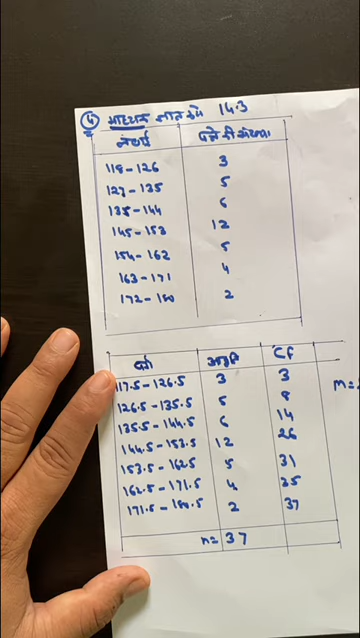 ④ माध्यक ज्ञात करो 14.3
लंबाई पत्तों की संख्या
118-126 3
127-135 5
135-144 6
145-153 12
154-162 5
163-171 4
172-180 2
वर्ग आवृति CF
117.5-126.5 3 3
126.5-135.5 5 8
135.5-144.5 6 14
144.5-153.5 12 26
153.5-162.5 5 31
162.5-171.5 4 35
171.5-180.5 2 37
n=37